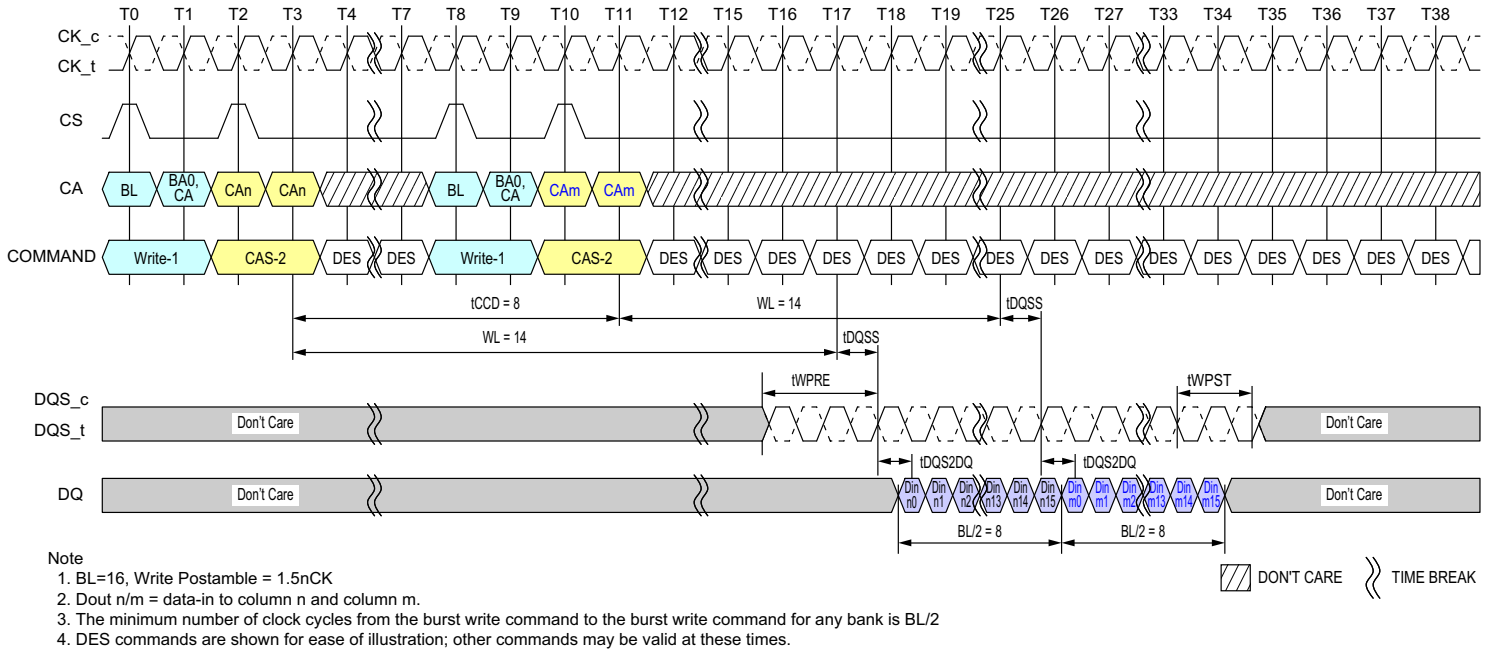 T0 T1 T2 T3 T4 T7 T8 T9 T10 T11 T12 T15 T16 T17 T18 T19 T25 T26 T27 T33 T34 T35 T36 T37 T38
CK_c
CK_t
CS
CA BL BA0, CA CAn CAn BL BA0, CA CAm CAm
COMMAND Write-1 CAS-2 DES DES Write-1 CAS-2 DES DES DES DES DES DES DES DES DES DES DES DES DES DES DES
tCCD = 8 WL = 14 tDQSS
WL = 14 tDQSS
tWPRE tWPST
DQS_c
DQS_t Don't Care Don't Care
tDQS2DQ tDQS2DQ
DQ Don't Care Din n0 Din n1 Din n2 Din n13 Din n14 Din n15 Din m0 Din m1 Din m2 Din m13 Din m14 Din m15 Don't Care
BL/2 = 8 BL/2 = 8
Note
1. BL=16, Write Postamble = 1.5nCK
2. Dout n/m = data-in to column n and column m.
3. The minimum number of clock cycles from the burst write command to the burst write command for any bank is BL/2
4. DES commands are shown for ease of illustration; other commands may be valid at these times.
DON'T CARE TIME BREAK